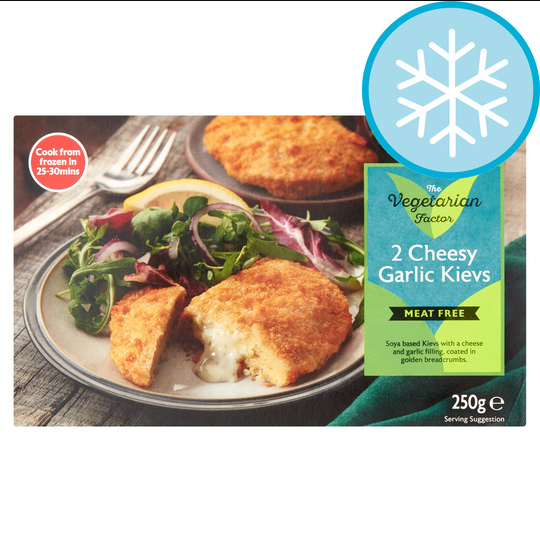 Cook from
frozen in
25-30mins
The
Vegetarian
Factor
2 Cheesy
Garlic Kievs
MEAT FREE
Soya based Kievs with a cheese
and garlic filling, coated in
golden breadcrumbs.
250g ℮
Serving Suggestion